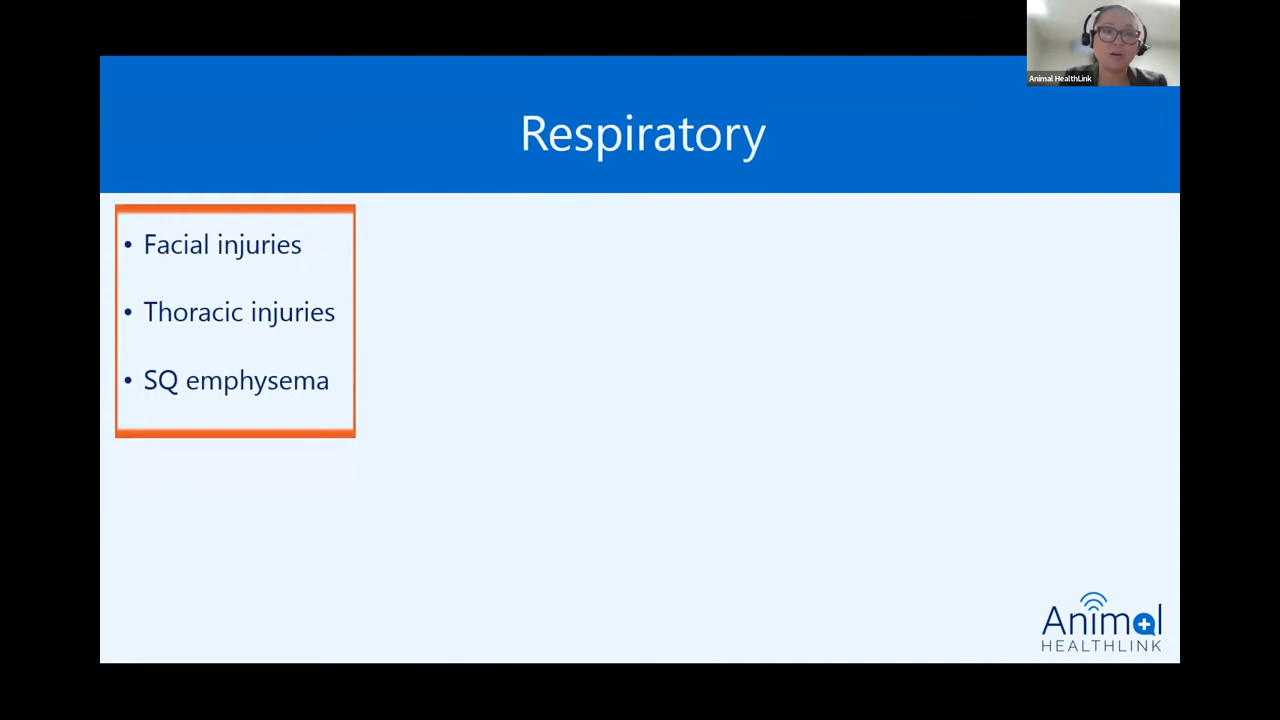 Animal HealthLink
Respiratory
• Facial injuries
• Thoracic injuries
• SQ emphysema
Animal
HEALTHLINK